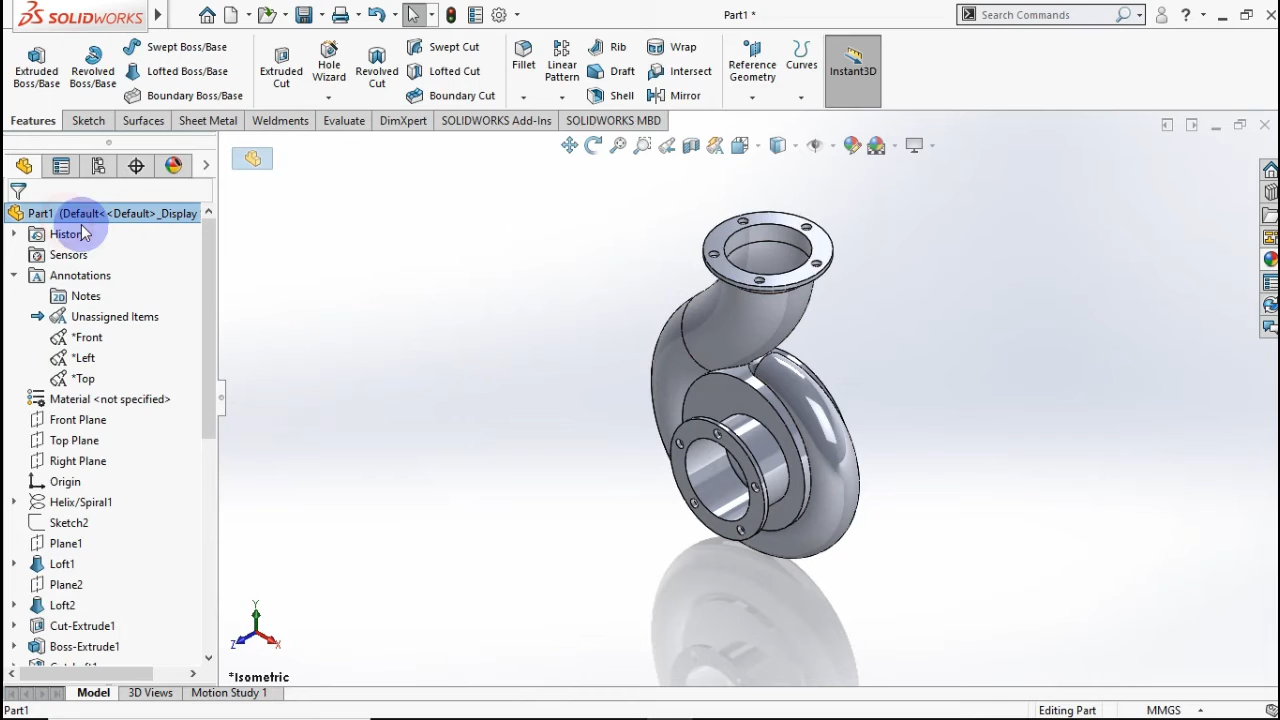 SOLIDWORKS
Part1 *
Search Commands
?
Extruded Boss/Base
Revolved Boss/Base
Swept Boss/Base
Lofted Boss/Base
Boundary Boss/Base
Extruded Cut
Hole Wizard
Revolved Cut
Swept Cut
Lofted Cut
Boundary Cut
Fillet
Linear Pattern
Rib
Draft
Shell
Wrap
Intersect
Mirror
Reference Geometry
Curves
Instant3D
Features
Sketch
Surfaces
Sheet Metal
Weldments
Evaluate
DimXpert
SOLIDWORKS Add-Ins
SOLIDWORKS MBD
Part1 (Default<<Default>_Display
History
Sensors
Annotations
Notes
Unassigned Items
*Front
*Left
*Top
Material <not specified>
Front Plane
Top Plane
Right Plane
Origin
Helix/Spiral1
Sketch2
Plane1
Loft1
Plane2
Loft2
Cut-Extrude1
Boss-Extrude1
Y
Z
X
*Isometric
Model
3D Views
Motion Study 1
Part1
Editing Part
MMGS